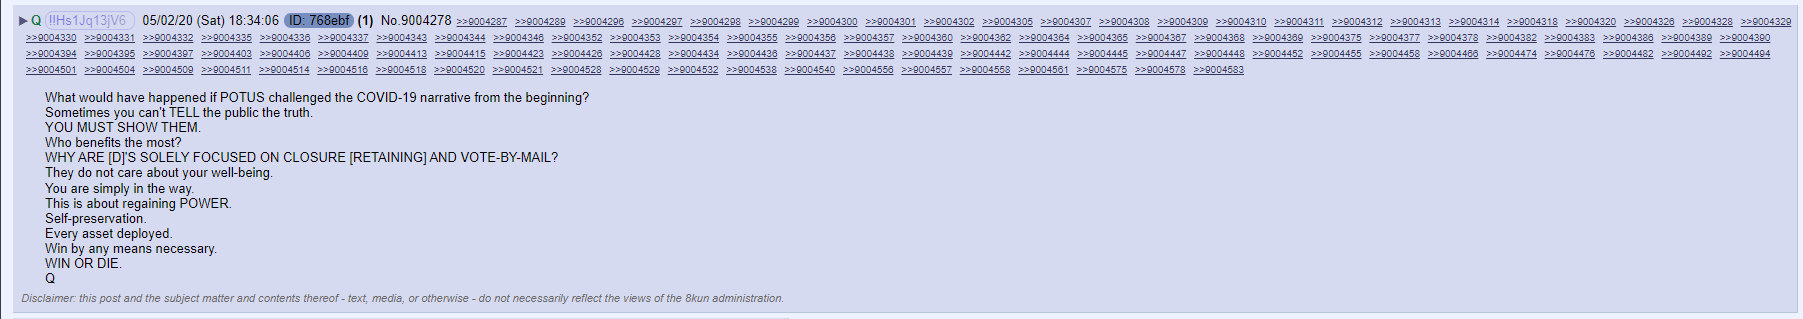 ▶ Q !!Hs1Jq13jV6 05/02/20 (Sat) 18:34:06 ID: 768ebf (1) No.9004278 >>9004287 >>9004289 >>9004296 >>9004297 >>9004298 >>9004299 >>9004300 >>9004301 >>9004302 >>9004305 >>9004307 >>9004308 >>9004309 >>9004310 >>9004311 >>9004312 >>9004313 >>9004314 >>9004318 >>9004320 >>9004326 >>9004328 >>9004329
>>9004330 >>9004331 >>9004332 >>9004335 >>9004336 >>9004337 >>9004343 >>9004344 >>9004346 >>9004352 >>9004353 >>9004354 >>9004355 >>9004356 >>9004357 >>9004360 >>9004362 >>9004364 >>9004365 >>9004367 >>9004368 >>9004369 >>9004375 >>9004377 >>9004378 >>9004382 >>9004383 >>9004386 >>9004389 >>9004390
>>9004394 >>9004395 >>9004397 >>9004403 >>9004406 >>9004409 >>9004413 >>9004415 >>9004423 >>9004426 >>9004428 >>9004434 >>9004436 >>9004437 >>9004438 >>9004439 >>9004442 >>9004444 >>9004445 >>9004447 >>9004448 >>9004452 >>9004455 >>9004458 >>9004466 >>9004474 >>9004476 >>9004482 >>9004492 >>9004494
>>9004501 >>9004504 >>9004509 >>9004511 >>9004514 >>9004516 >>9004518 >>9004520 >>9004521 >>9004528 >>9004529 >>9004532 >>9004538 >>9004540 >>9004556 >>9004557 >>9004558 >>9004561 >>9004575 >>9004578 >>9004583
What would have happened if POTUS challenged the COVID-19 narrative from the beginning?
Sometimes you can't TELL the public the truth.
YOU MUST SHOW THEM.
Who benefits the most?
WHY ARE [D]'S SOLELY FOCUSED ON CLOSURE [RETAINING] AND VOTE-BY-MAIL?
They do not care about your well-being.
You are simply in the way.
This is about regaining POWER.
Self-preservation.
Every asset deployed.
Win by any means necessary.
WIN OR DIE.
Q
Disclaimer: this post and the subject matter and contents thereof - text, media, or otherwise - do not necessarily reflect the views of the 8kun administration.